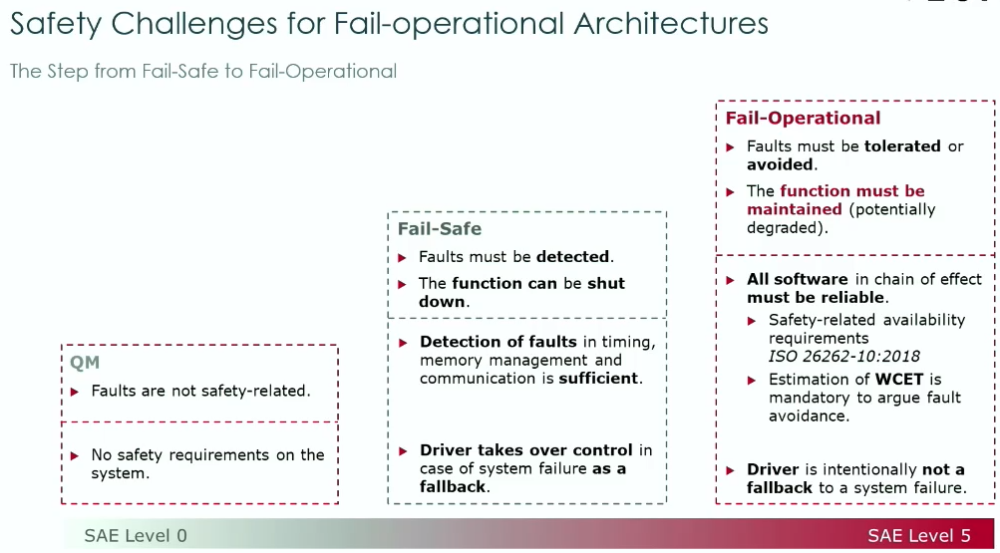 Safety Challenges for Fail-operational Architectures
The Step from Fail-Safe to Fail-Operational
QM
Faults are not safety-related.
No safety requirements on the
system.
Fail-Safe
Faults must be detected.
The function can be shut
down.
Detection of faults in timing,
memory management and
communication is sufficient.
Driver takes over control in
case of system failure as a
fallback.
Fail-Operational
Faults must be tolerated or
avoided.
The function must be
maintained (potentially
degraded).
All software in chain of effect
must be reliable.
Safety-related availability
requirements
ISO 26262-10:2018
Estimation of WCET is
mandatory to argue fault
avoidance.
Driver is intentionally not a
fallback to a system failure.
SAE Level 0
SAE Level 5